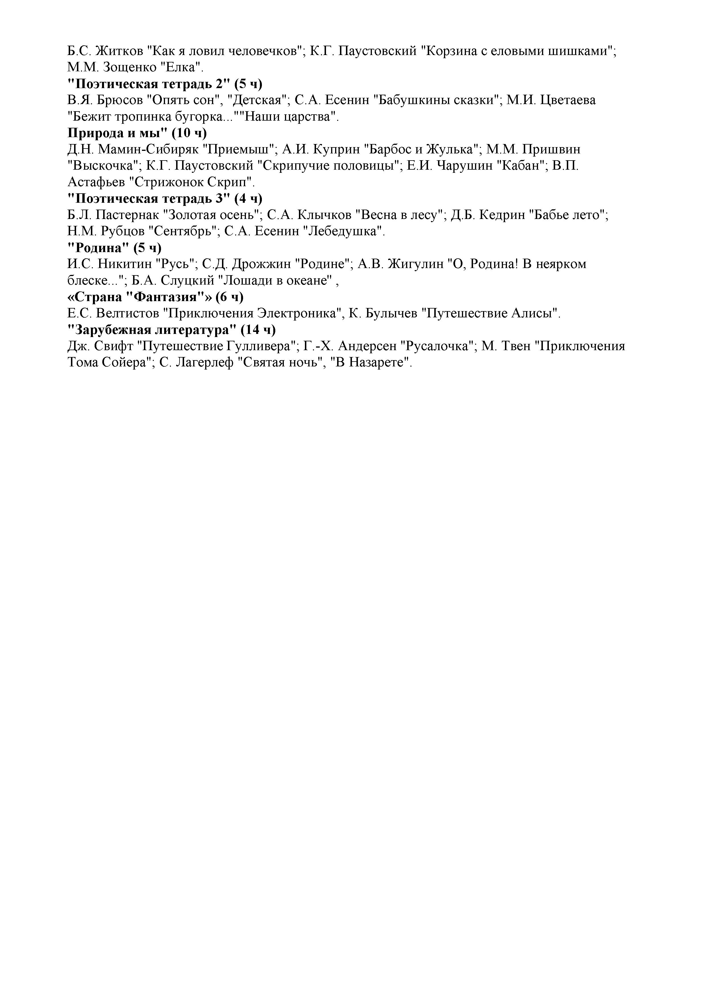 Б.С. Житков "Как я ловил человечков"; К.Г. Паустовский "Корзина с еловыми шишками";
М.М. Зощенко "Елка".
"Поэтическая тетрадь 2" (5 ч)
В.Я. Брюсов "Опять сон", "Детская"; С.А. Есенин "Бабушкины сказки"; М.И. Цветаева
"Бежит тропинка бугорка...""Наши царства".
Природа и мы" (10 ч)
Д.Н. Мамин-Сибиряк "Приемыш"; А.И. Куприн "Барбос и Жулька"; М.М. Пришвин
"Выскочка"; К.Г. Паустовский "Скрипучие половицы"; Е.И. Чарушин "Кабан"; В.П.
Астафьев "Стрижонок Скрип".
"Поэтическая тетрадь 3" (4 ч)
Б.Л. Пастернак "Золотая осень"; С.А. Клычков "Весна в лесу"; Д.Б. Кедрин "Бабье лето";
Н.М. Рубцов "Сентябрь"; С.А. Есенин "Лебедушка".
"Родина" (5 ч)
И.С. Никитин "Русь"; С.Д. Дрожжин "Родине"; А.В. Жигулин "О, Родина! В неярком
блеске..."; Б.А. Слуцкий "Лошади в океане" ,
«Страна "Фантазия"» (6 ч)
Е.С. Велтистов "Приключения Электроника", К. Булычев "Путешествие Алисы".
"Зарубежная литература" (14 ч)
Дж. Свифт "Путешествие Гулливера"; Г.-Х. Андерсен "Русалочка"; М. Твен "Приключения
Тома Сойера"; С. Лагерлеф "Святая ночь", "В Назарете".